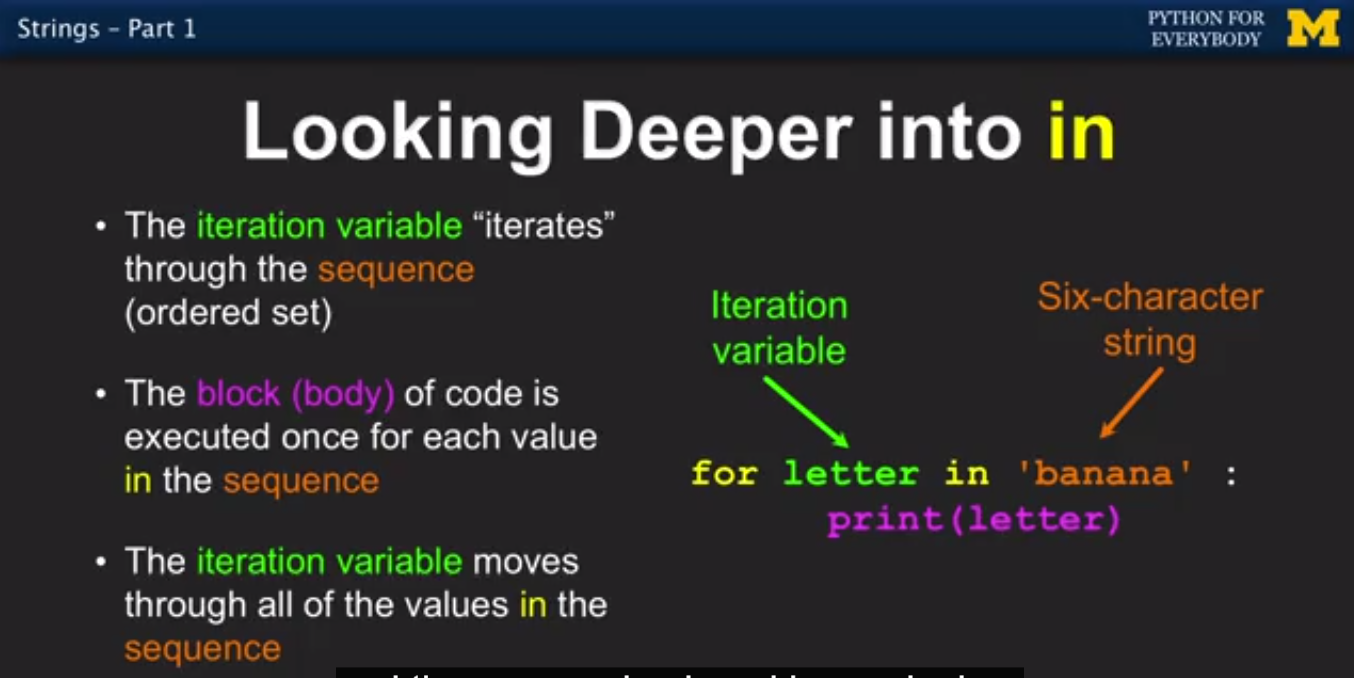 Strings – Part 1
PYTHON FOR
EVERYBODY
M
Looking Deeper into in
• The iteration variable “iterates”
through the sequence
(ordered set)
• The block (body) of code is
executed once for each value
in the sequence
• The iteration variable moves
through all of the values in the
sequence
Iteration
variable
Six-character
string
for letter in 'banana' :
print(letter)